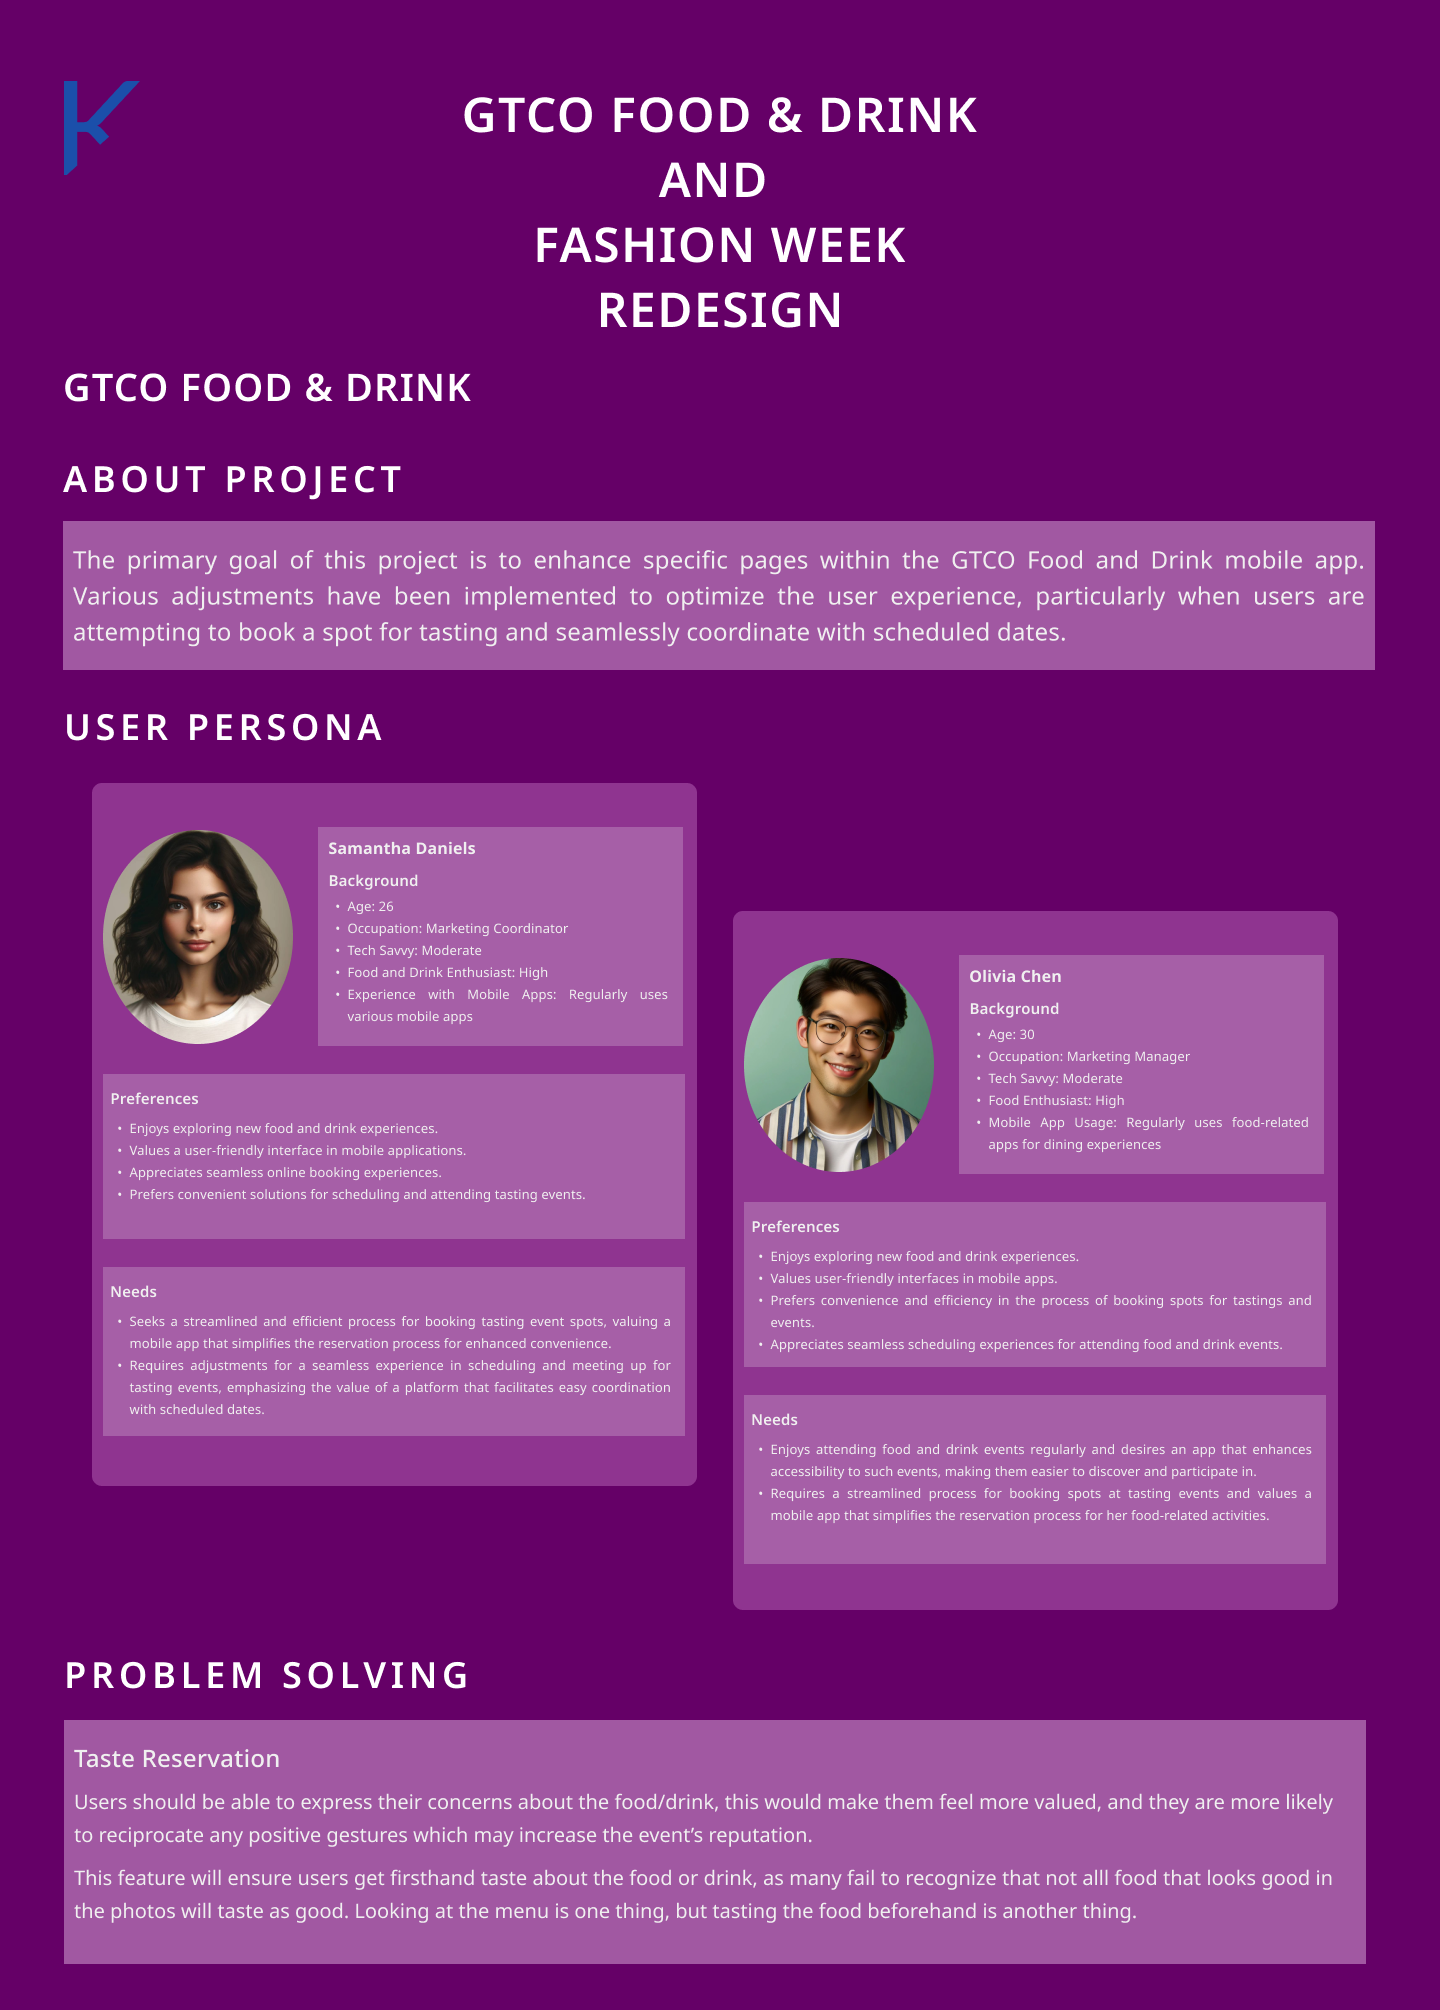 GTCO FOOD & DRINK
AND
FASHION WEEK
REDESIGN
GTCO FOOD & DRINK
ABOUT PROJECT
The primary goal of this project is to enhance specific pages within the GTCO Food and Drink mobile app.
Various adjustments have been implemented to optimize the user experience, particularly when users are
attempting to book a spot for tasting and seamlessly coordinate with scheduled dates.
USER PERSONA
Samantha Daniels
Background
• Age: 26
• Occupation: Marketing Coordinator
• Tech Savvy: Moderate
• Food and Drink Enthusiast: High
• Experience with Mobile Apps: Regularly uses
various mobile apps
Preferences
• Enjoys exploring new food and drink experiences.
• Values a user-friendly interface in mobile applications.
• Appreciates seamless online booking experiences.
• Prefers convenient solutions for scheduling and attending tasting events.
Needs
• Seeks a streamlined and efficient process for booking tasting event spots, valuing a
mobile app that simplifies the reservation process for enhanced convenience.
• Requires adjustments for a seamless experience in scheduling and meeting up for
tasting events, emphasizing the value of a platform that facilitates easy coordination
with scheduled dates.
Olivia Chen
Background
• Age: 30
• Occupation: Marketing Manager
• Tech Savvy: Moderate
• Food Enthusiast: High
• Mobile App Usage: Regularly uses food-related
apps for dining experiences
Preferences
• Enjoys exploring new food and drink experiences.
• Values user-friendly interfaces in mobile apps.
• Prefers convenience and efficiency in the process of booking spots for tastings and
events.
• Appreciates seamless scheduling experiences for attending food and drink events.
Needs
• Enjoys attending food and drink events regularly and desires an app that enhances
accessibility to such events, making them easier to discover and participate in.
• Requires a streamlined process for booking spots at tasting events and values a
mobile app that simplifies the reservation process for her food-related activities.
PROBLEM SOLVING
Taste Reservation
Users should be able to express their concerns about the food/drink, this would make them feel more valued, and they are more likely
to reciprocate any positive gestures which may increase the event’s reputation.
This feature will ensure users get firsthand taste about the food or drink, as many fail to recognize that not alll food that looks good in
the photos will taste as good. Looking at the menu is one thing, but tasting the food beforehand is another thing.